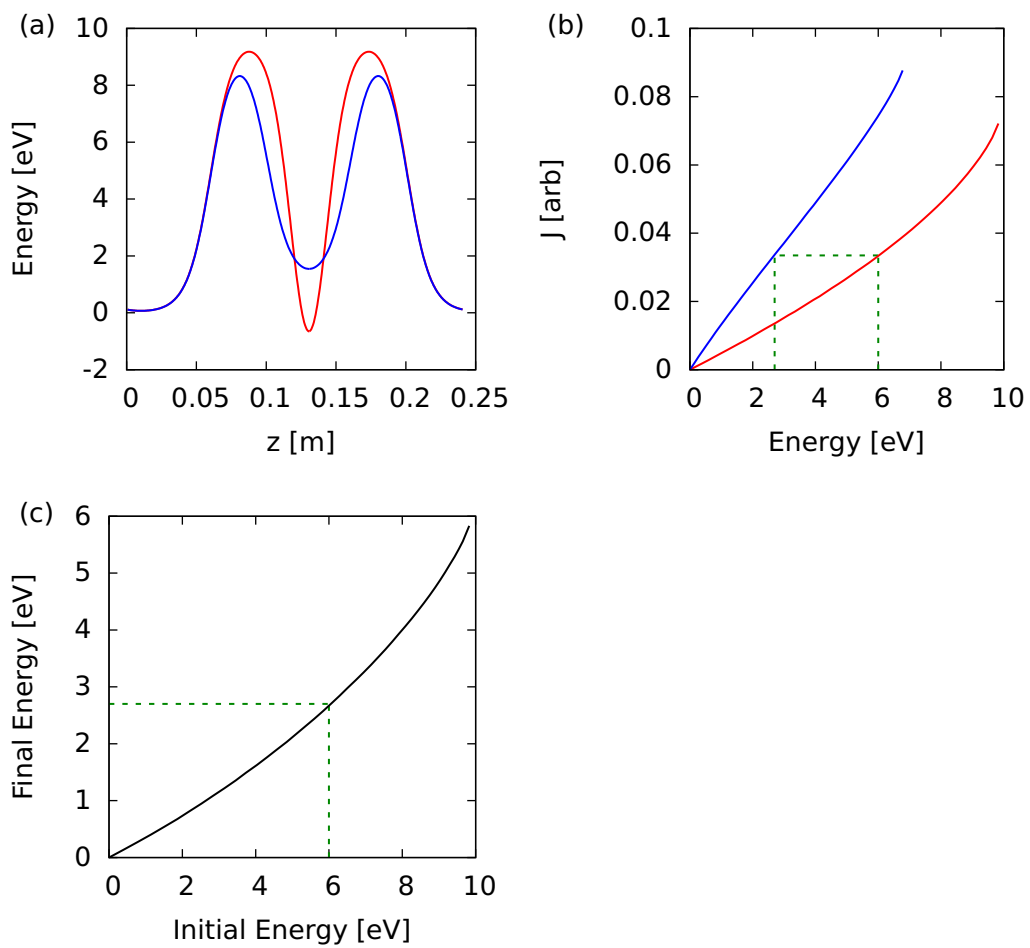 (a)
10
8
6
4
2
0
-2
Energy [eV]
0 0.05 0.1 0.15 0.2 0.25
z [m]
(b)
0.1
0.08
0.06
0.04
0.02
0
J [arb]
0 2 4 6 8 10
Energy [eV]
(c)
6
5
4
3
2
1
0
Final Energy [eV]
0 2 4 6 8 10
Initial Energy [eV]